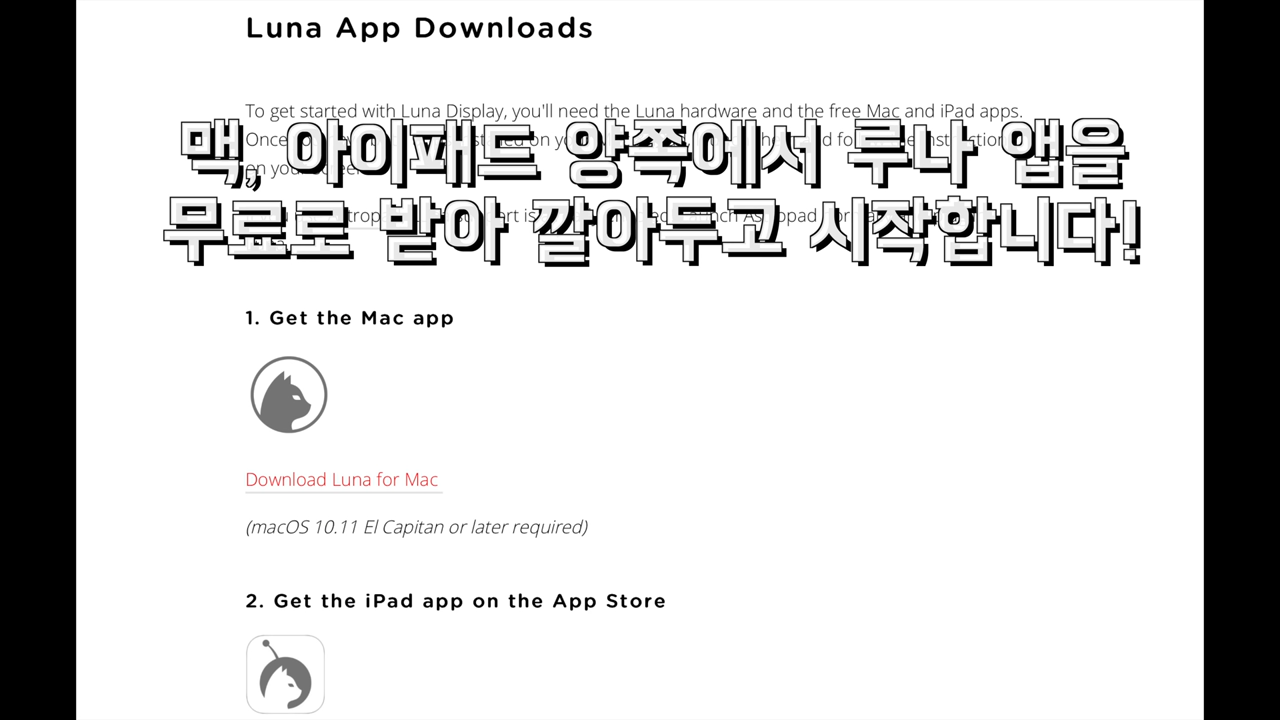 Luna App Downloads
To get started with Luna Display, you'll need the Luna hardware and the free Mac and iPad apps.
맥, 아이패드 양쪽에서 루나 앱을
무료로 받아 깔아두고 시작합니다!
1. Get the Mac app
Download Luna for Mac
(macOS 10.11 El Capitan or later required)
2. Get the iPad app on the App Store